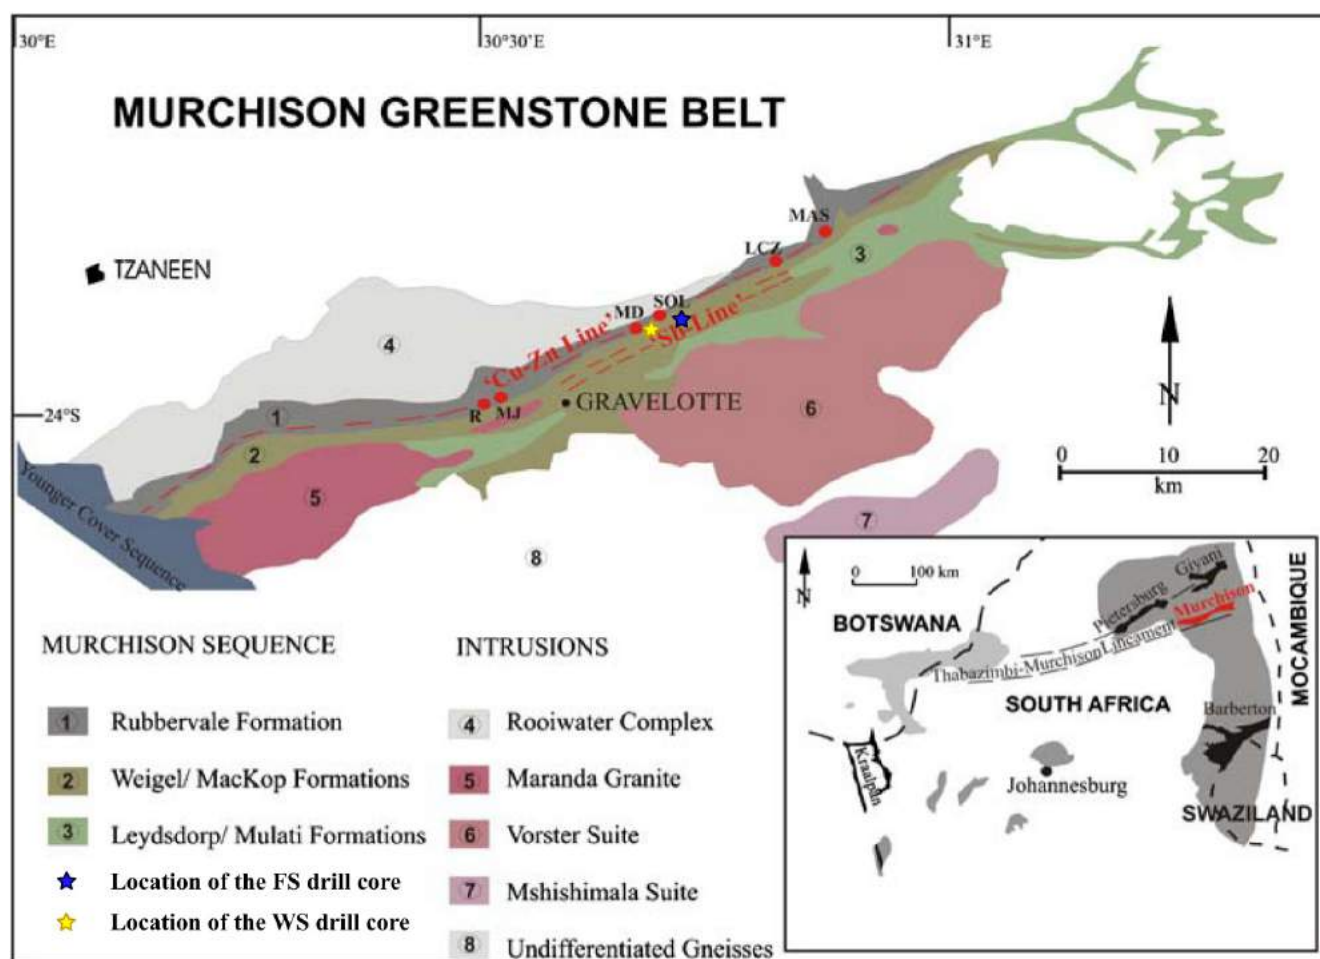 30°E
30°30'E
31°E
MURCHISON GREENSTONE BELT
MAS
LCZ
3
TZANEEN
SOL
MD
'Sb-Line'
'Cu-Zn Line'
4
N
24°S
1
R
MJ
GRAVELOTTE
6
0 10 20
km
2
5
7
8
Younger Cover Sequence
MURCHISON SEQUENCE
1 Rubbervale Formation
2 Weigel/ MacKop Formations
3 Leydsdorp/ Mulati Formations
Location of the FS drill core
Location of the WS drill core
INTRUSIONS
4 Rooiwater Complex
5 Maranda Granite
6 Vorster Suite
7 Mshishimala Suite
8 Undifferentiated Gneisses
N
0 100 km
BOTSWANA
Giyani
Pietersburg
Murchison
Thabazimbi-Murchison Lineament
MOCAMBIQUE
SOUTH AFRICA
Barberton
Kraaipan
Johannesburg
SWAZILAND